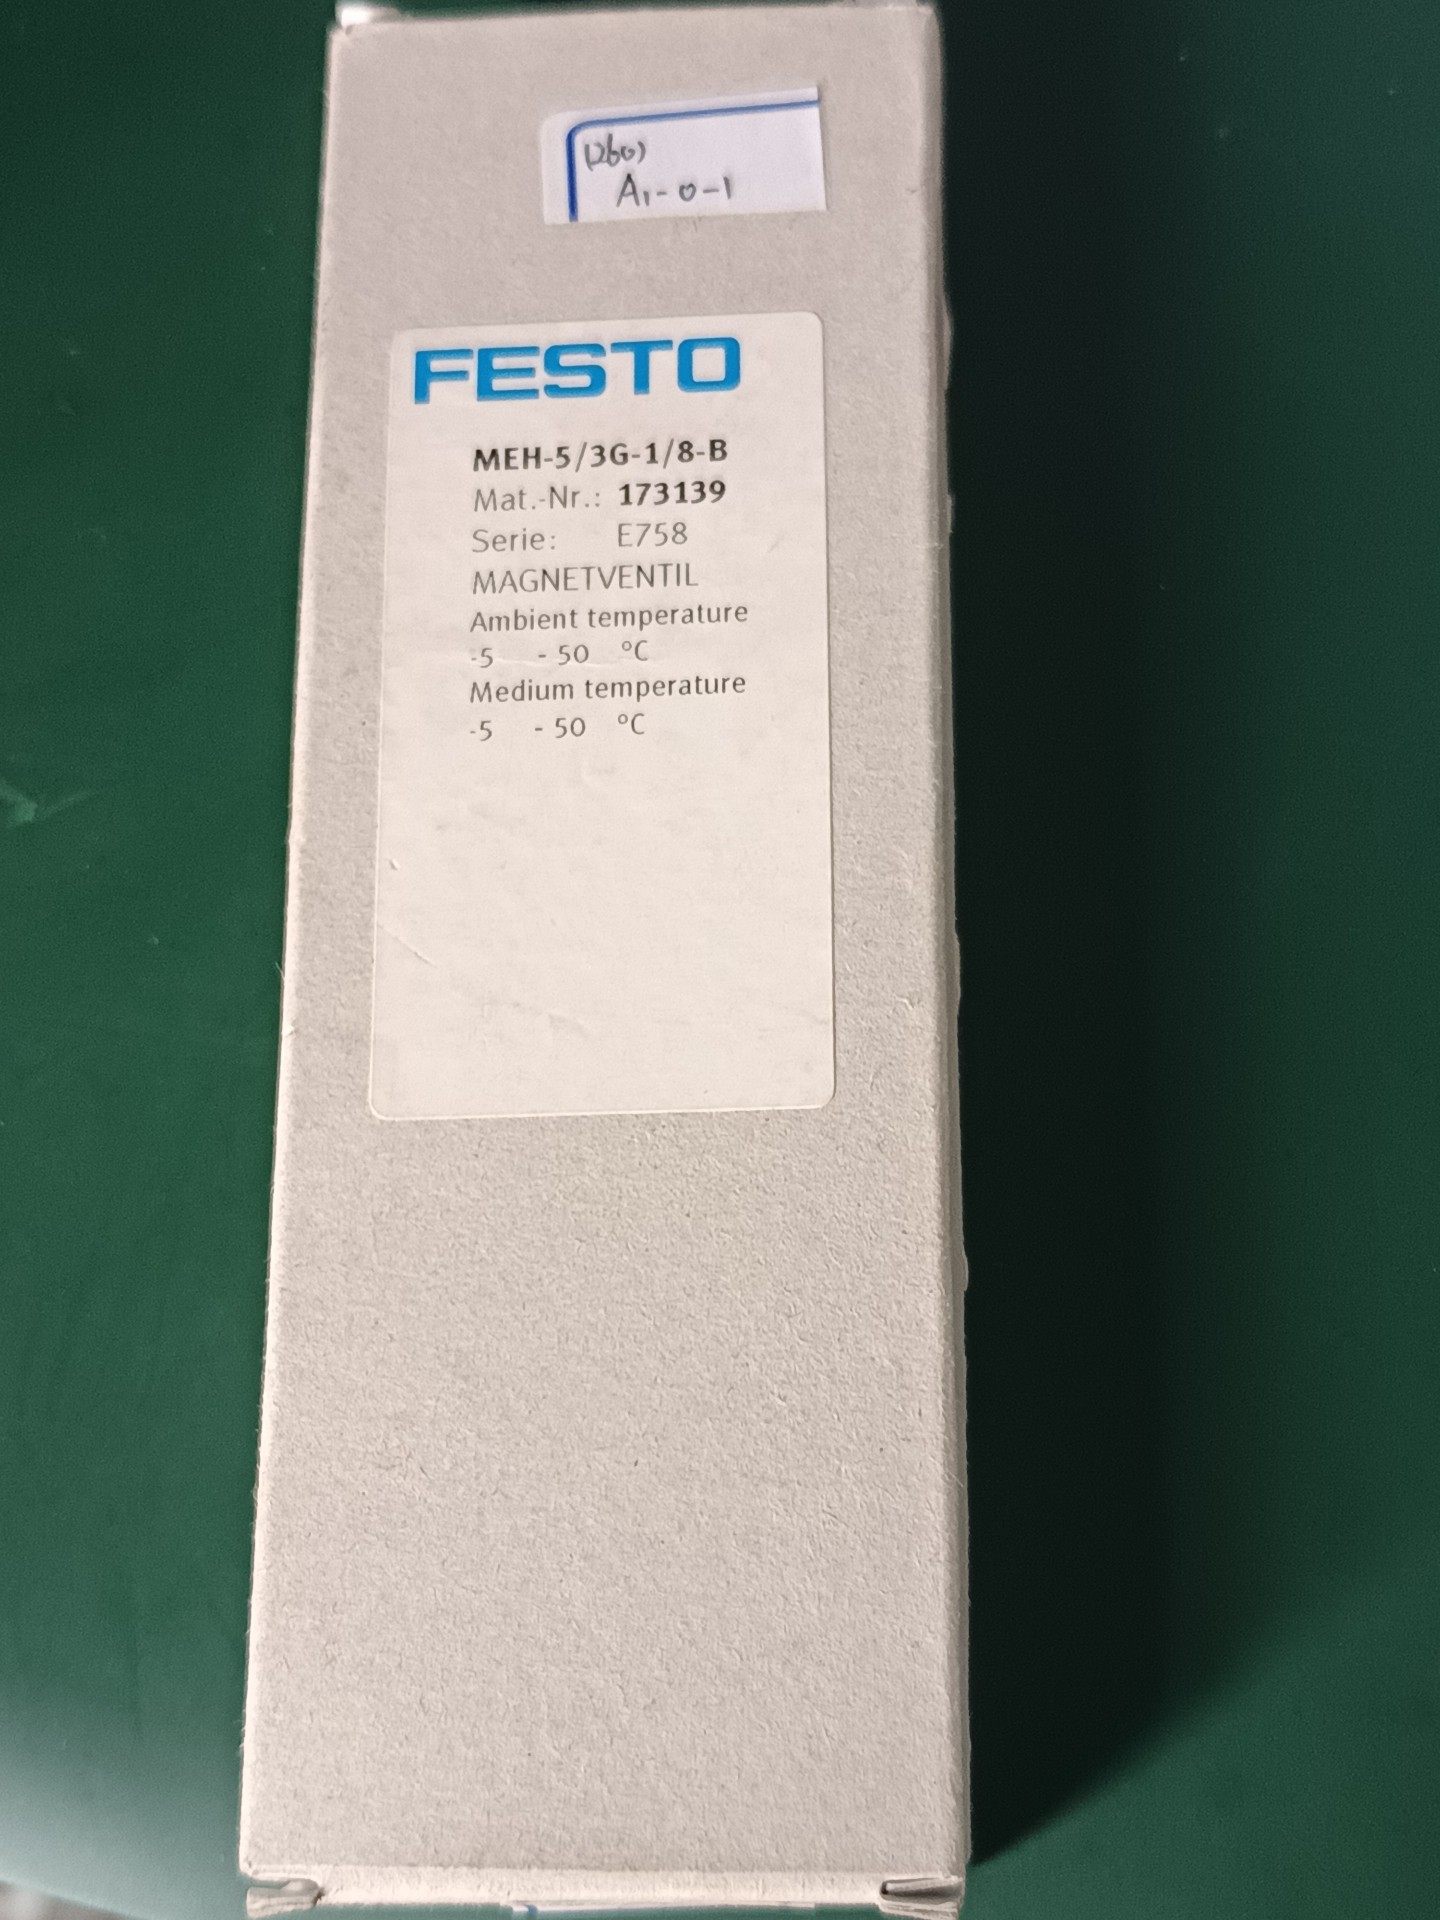 (260)
A1-0-1
FESTO
MEH-5/3G-1/8-B
Mat.-Nr.: 173139
Serie: E758
MAGNETVENTIL
Ambient temperature
-5 - 50 °C
Medium temperature
-5 - 50 °C